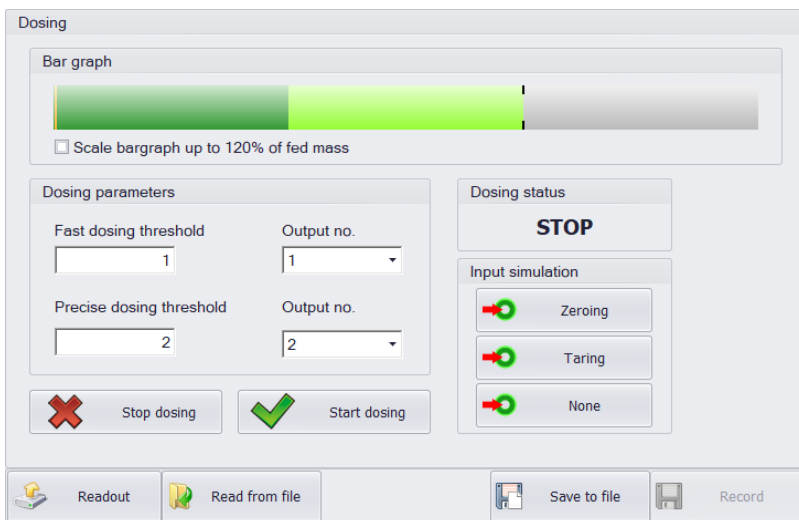 Dosing
Bar graph
Scale bargraph up to 120% of fed mass
Dosing parameters
Fast dosing threshold
Output no.
1
1
Precise dosing threshold
Output no.
2
2
Dosing status
STOP
Input simulation
Zeroing
Taring
None
Stop dosing
Start dosing
Readout
Read from file
Save to file
Record